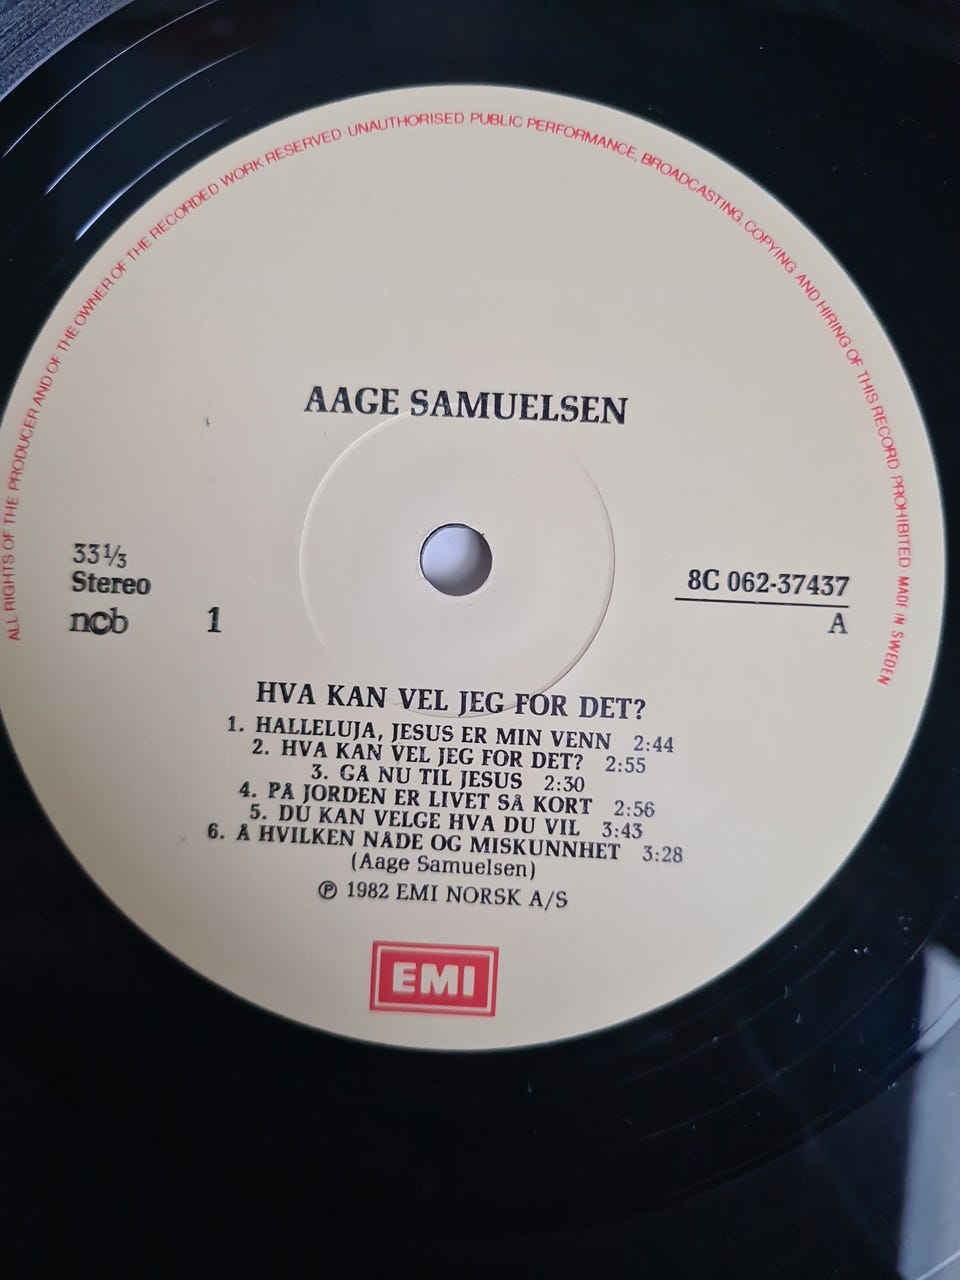 ALL RIGHTS OF THE PRODUCER AND OF THE OWNER OF THE RECORDED WORK RESERVED · UNAUTHORISED PUBLIC PERFORMANCE, BROADCASTING, COPYING AND HIRING OF THIS RECORD PROHIBITED MADE IN SWEDEN
AAGE SAMUELSEN
33⅓
Stereo
ncb 1
8C 062-37437
A
HVA KAN VEL JEG FOR DET?
1. HALLELUJA, JESUS ER MIN VENN 2:44
2. HVA KAN VEL JEG FOR DET? 2:55
3. GÅ NU TIL JESUS 2:30
4. PÅ JORDEN ER LIVET SÅ KORT 2:56
5. DU KAN VELGE HVA DU VIL 3:43
6. Å HVILKEN NÅDE OG MISKUNNHET 3:28
(Aage Samuelsen)
Ⓟ 1982 EMI NORSK A/S
EMI